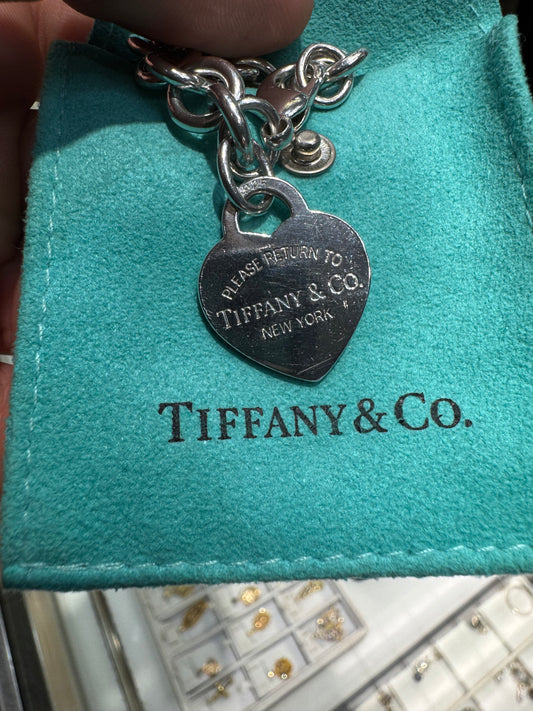 PLEASE RETURN TO
TIFFANY & CO.
NEW YORK
TIFFANY & CO.